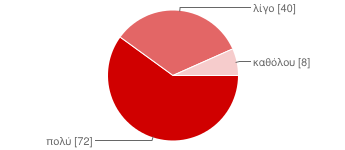 λίγο [40]
καθόλου [8]
πολύ [72]